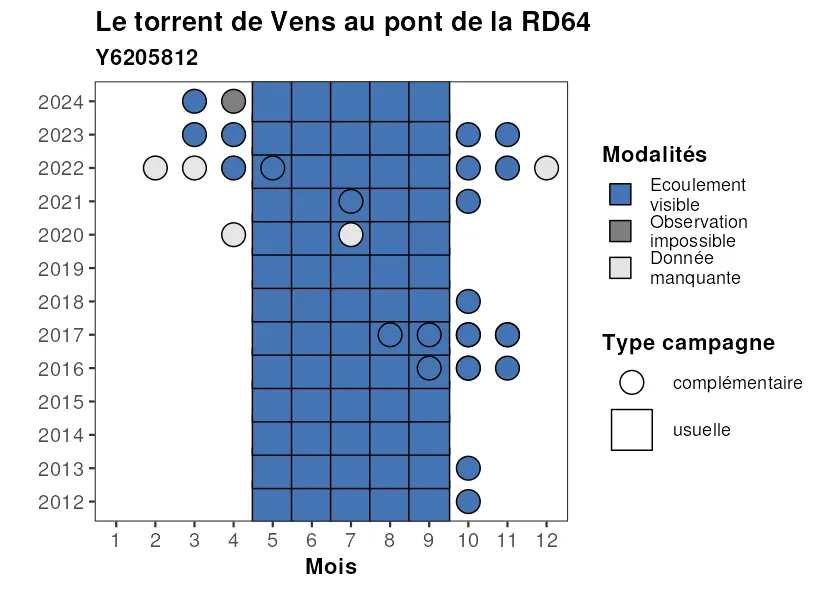 Le torrent de Vens au pont de la RD64
Y6205812
2024
2023
2022
2021
2020
2019
2018
2017
2016
2015
2014
2013
2012
1 2 3 4 5 6 7 8 9 10 11 12
Mois
Modalités
Ecoulement
visible
Observation
impossible
Donnée
manquante
Type campagne
complémentaire
usuelle